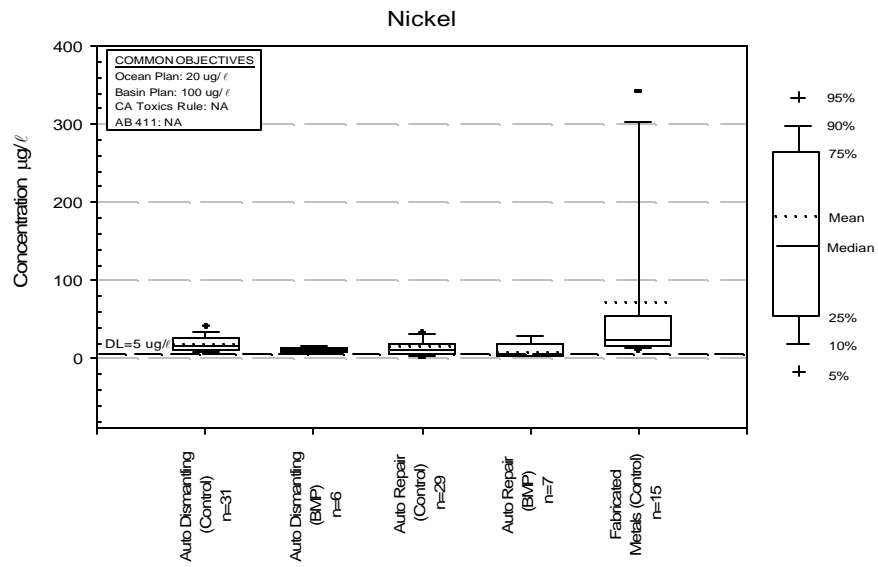 Nickel
400
300
200
100
0
Concentration µg/ℓ
COMMON OBJECTIVES
Ocean Plan: 20 ug/ℓ
Basin Plan: 100 ug/ℓ
CA Toxics Rule: NA
AB 411: NA
DL=5 ug/ℓ
95%
90%
75%
Mean
Median
25%
10%
5%
Auto Dismanting
(Control)
n=31
Auto Dismanting
(BMP)
n=6
Auto Repair
(Control)
n=29
Auto Repair
(BMP)
n=7
Fabricated
Metals (Control)
n=15